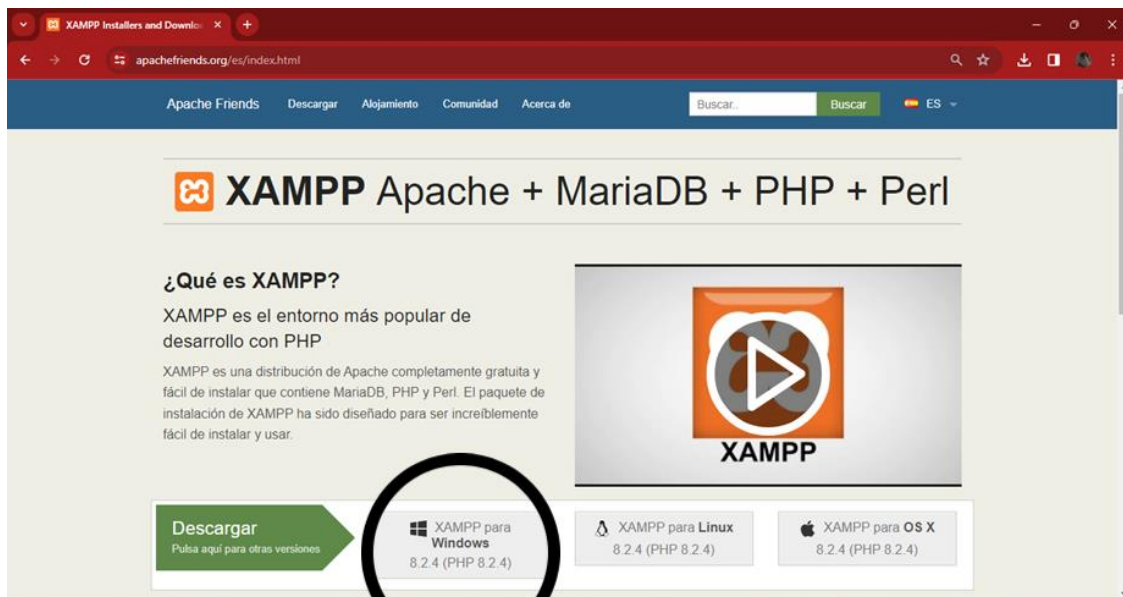 XAMPP Installers and Downlo
apachefriends.org/es/index.html
Apache Friends Descargar Alojamiento Comunidad Acerca de Buscar.. Buscar ES
XAMPP Apache + MariaDB + PHP + Perl
¿Qué es XAMPP?
XAMPP es el entorno más popular de
desarrollo con PHP
XAMPP es una distribución de Apache completamente gratuita y
fácil de instalar que contiene MariaDB, PHP y Perl. El paquete de
instalación de XAMPP ha sido diseñado para ser increíblemente
fácil de instalar y usar.
XAMPP
Descargar
Pulsa aquí para otras versiones
XAMPP para
Windows
8.2.4 (PHP 8.2.4)
XAMPP para Linux
8.2.4 (PHP 8.2.4)
XAMPP para OS X
8.2.4 (PHP 8.2.4)